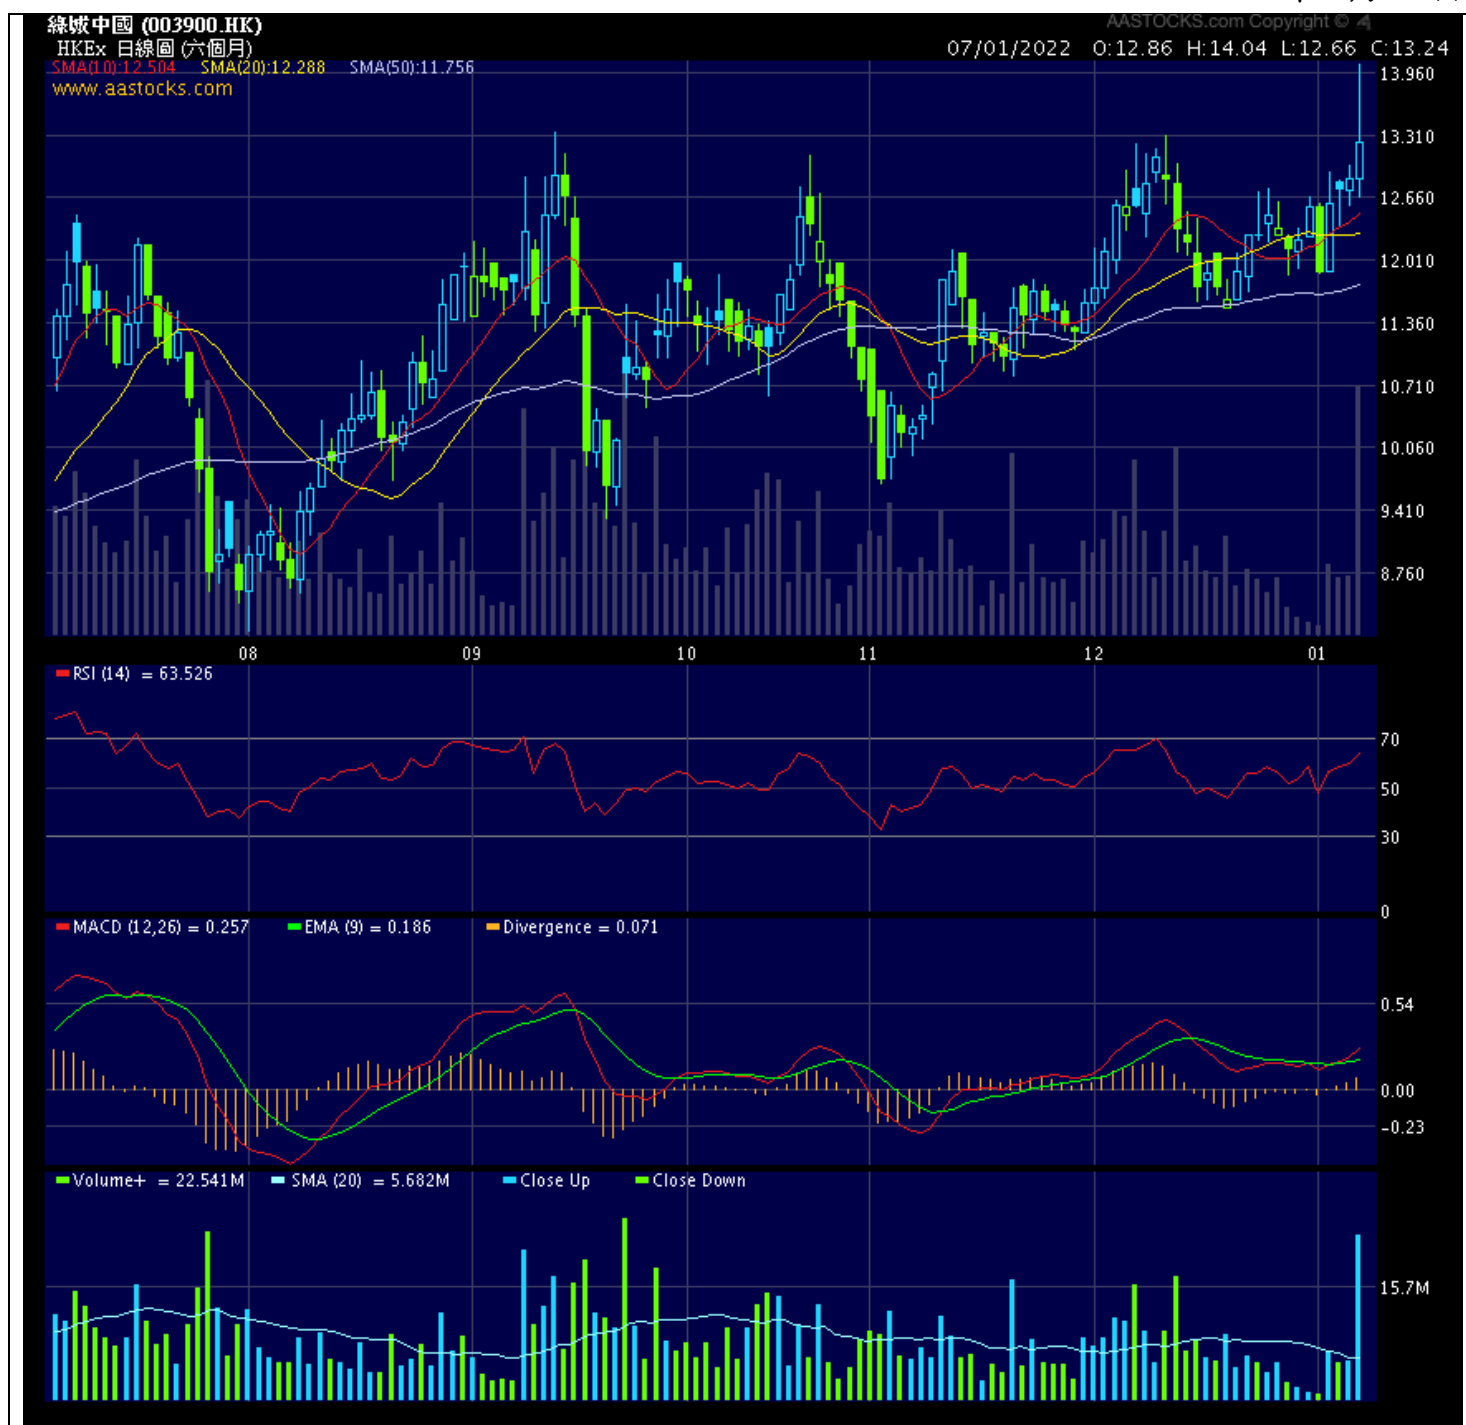 AASTOCKS.com Copyright ©
綠城中國 (003900.HK)
HKEx 日線圖 (六個月)
07/01/2022 O:12.86 H:14.04 L:12.66 C:13.24
SMA(10):12.504 SMA(20):12.288 SMA(50):11.756
www.aastocks.com
13.960
13.310
12.660
12.010
11.360
10.710
10.060
9.410
8.760
08 09 10 11 12 01
RSI (14) = 63.526
70
50
30
0
MACD (12,26) = 0.257 EMA (9) = 0.186 Divergence = 0.071
0.54
0.00
-0.23
Volume+ = 22.541M SMA (20) = 5.682M Close Up Close Down
15.7M